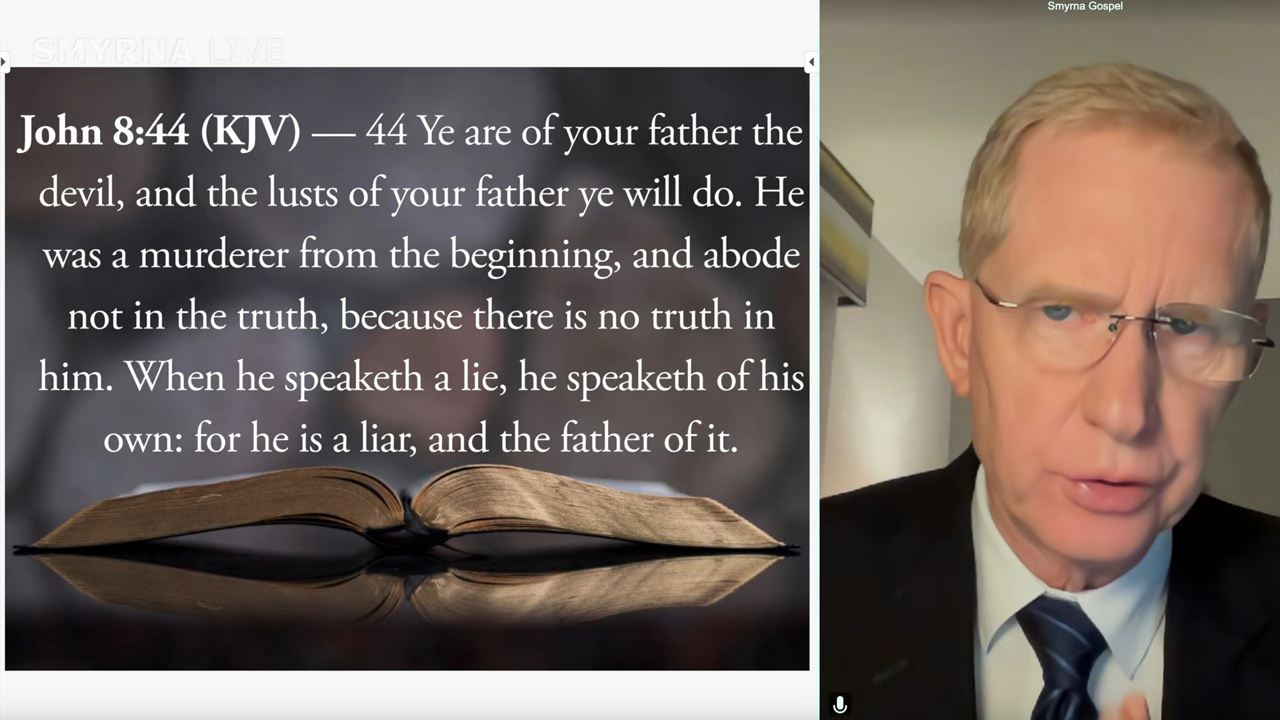 SMYRNA LIVE
John 8:44 (KJV) — 44 Ye are of your father the
devil, and the lusts of your father ye will do. He
was a murderer from the beginning, and abode
not in the truth, because there is no truth in
him. When he speaketh a lie, he speaketh of his
own: for he is a liar, and the father of it.
Smyrna Gospel